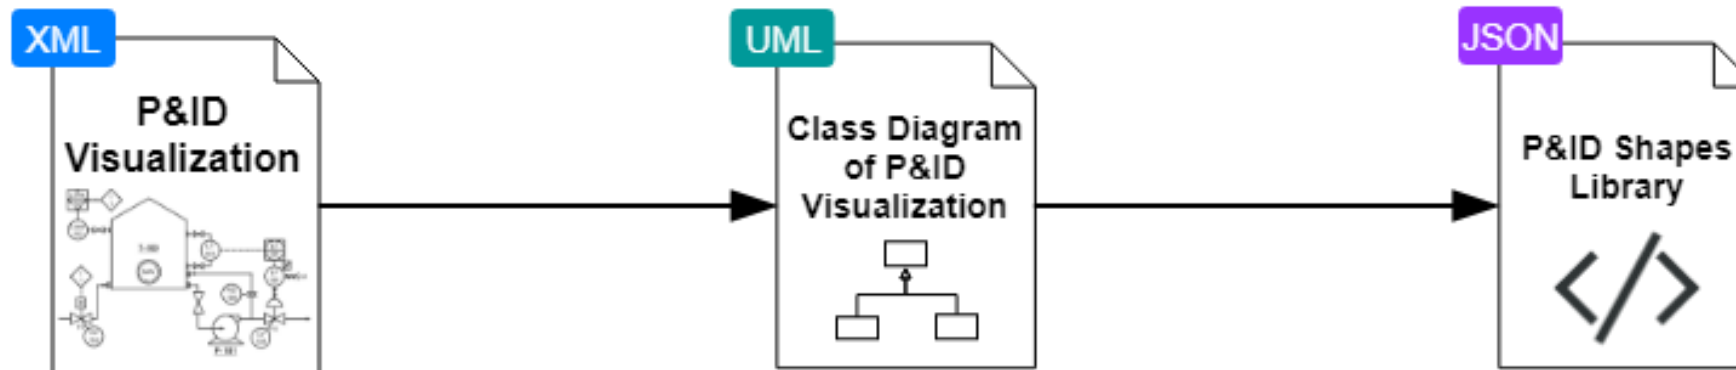 XML
P&ID
Visualization
UML
Class Diagram
of P&ID
Visualization
JSON
P&ID Shapes
Library